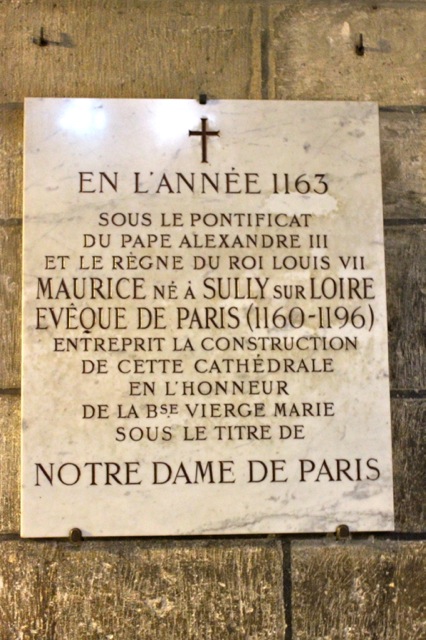 EN L'ANNÉE 1163
SOUS LE PONTIFICAT
DU PAPE ALEXANDRE III
ET LE RÈGNE DU ROI LOUIS VII
MAURICE NÉ À SULLY SUR LOIRE
EVÊQUE DE PARIS (1160-1196)
ENTREPRIT LA CONSTRUCTION
DE CETTE CATHÉDRALE
EN L'HONNEUR
DE LA BSE VIERGE MARIE
SOUS LE TITRE DE
NOTRE DAME DE PARIS